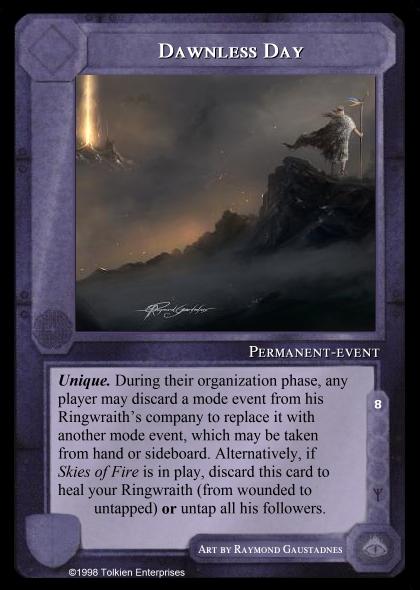 Dawnless Day
Raymond Gaustadnes
Permanent-event
Unique. During their organization phase, any
player may discard a mode event from his
8
Ringwraith's company to replace it with
another mode event, which may be taken
from hand or sideboard. Alternatively, if
Skies of Fire is in play, discard this card to
heal your Ringwraith (from wounded to
untapped) or untap all his followers.
Art by Raymond Gaustadnes
©1998 Tolkien Enterprises